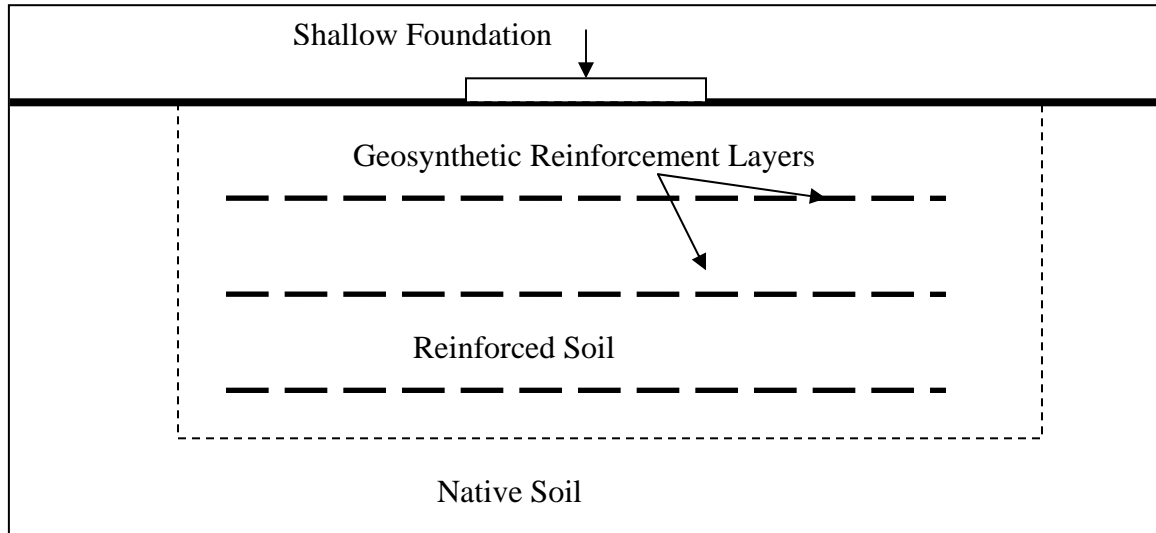 Shallow Foundation
Geosynthetic Reinforcement Layers
Reinforced Soil
Native Soil